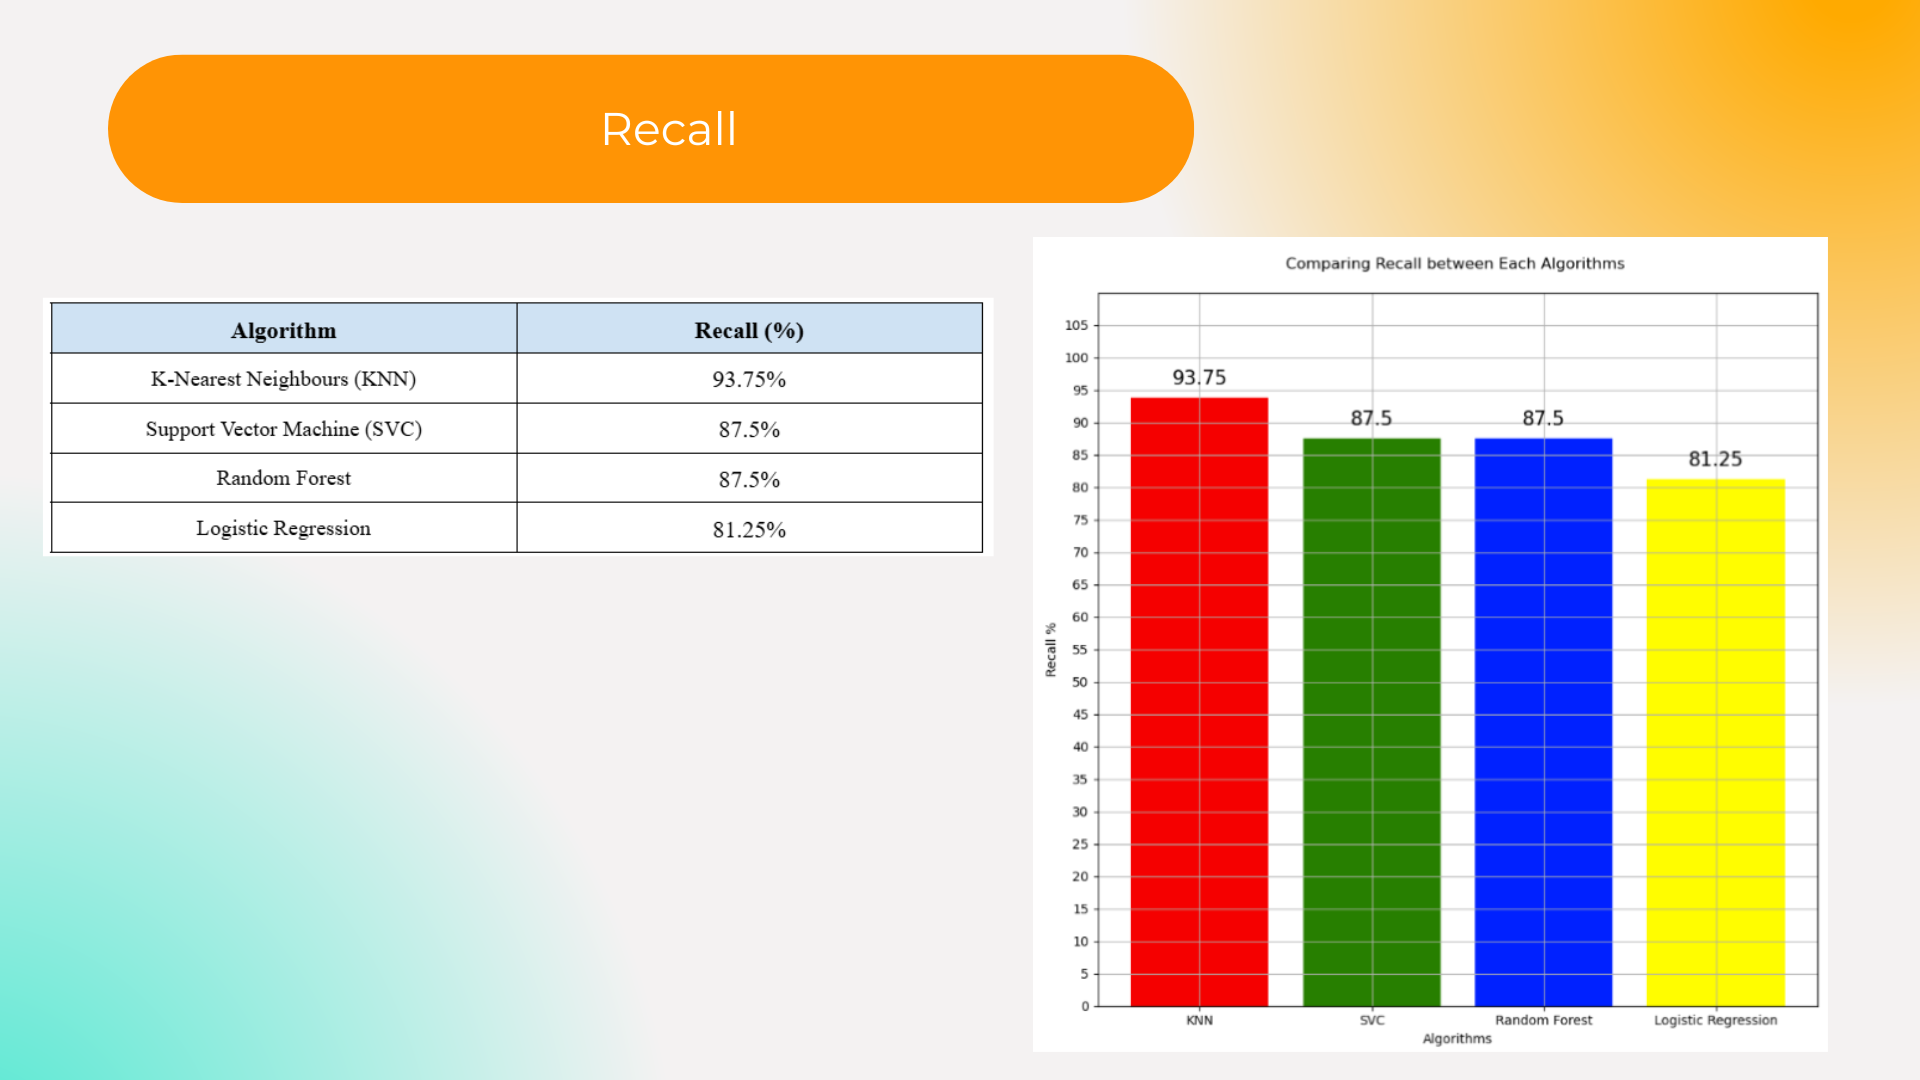 Recall
Algorithm Recall (%)
K-Nearest Neighbours (KNN) 93.75%
Support Vector Machine (SVC) 87.5%
Random Forest 87.5%
Logistic Regression 81.25%
Comparing Recall between Each Algorithms
105
100
95
90
85
80
75
70
65
60
55
50
45
40
35
30
25
20
15
10
5
0
Recall %
93.75
87.5
87.5
81.25
KNN SVC Random Forest Logistic Regression
Algorithms